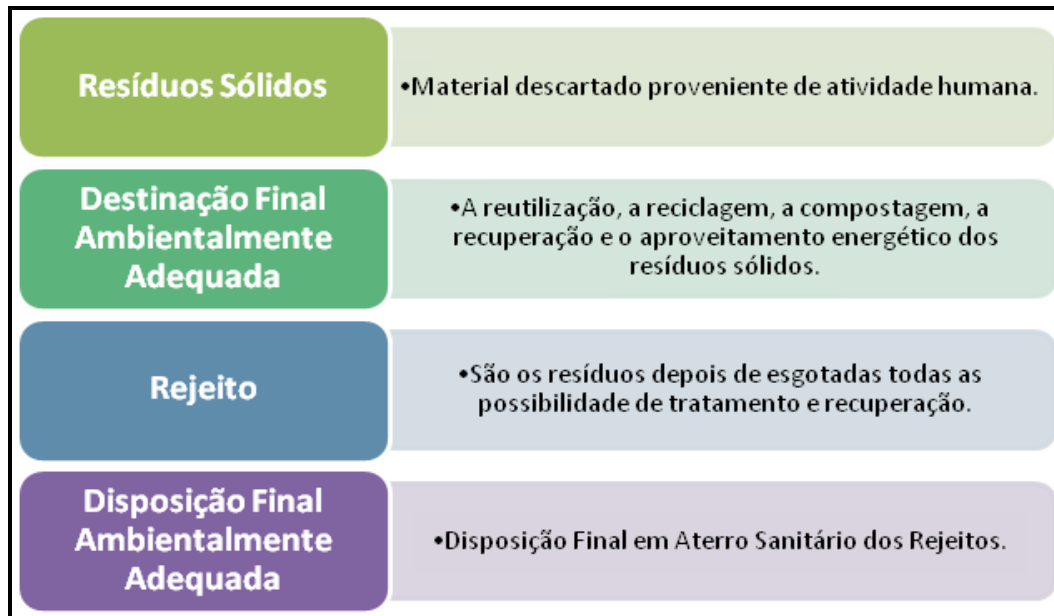 Resíduos Sólidos
•Material descartado proveniente de atividade humana.
Destinação Final
Ambientalmente
Adequada
•A reutilização, a reciclagem, a compostagem, a
recuperação e o aproveitamento energético dos
resíduos sólidos.
Rejeito
•São os resíduos depois de esgotadas todas as
possibilidade de tratamento e recuperação.
Disposição Final
Ambientalmente
Adequada
•Disposição Final em Aterro Sanitário dos Rejeitos.